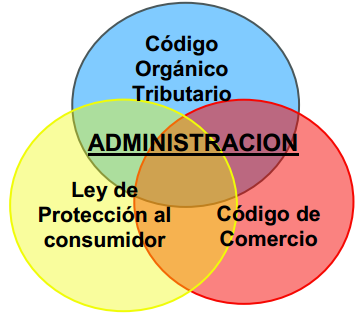 Código
Orgánico
Tributario
ADMINISTRACION
Ley de
Protección al
consumidor
Código de
Comercio